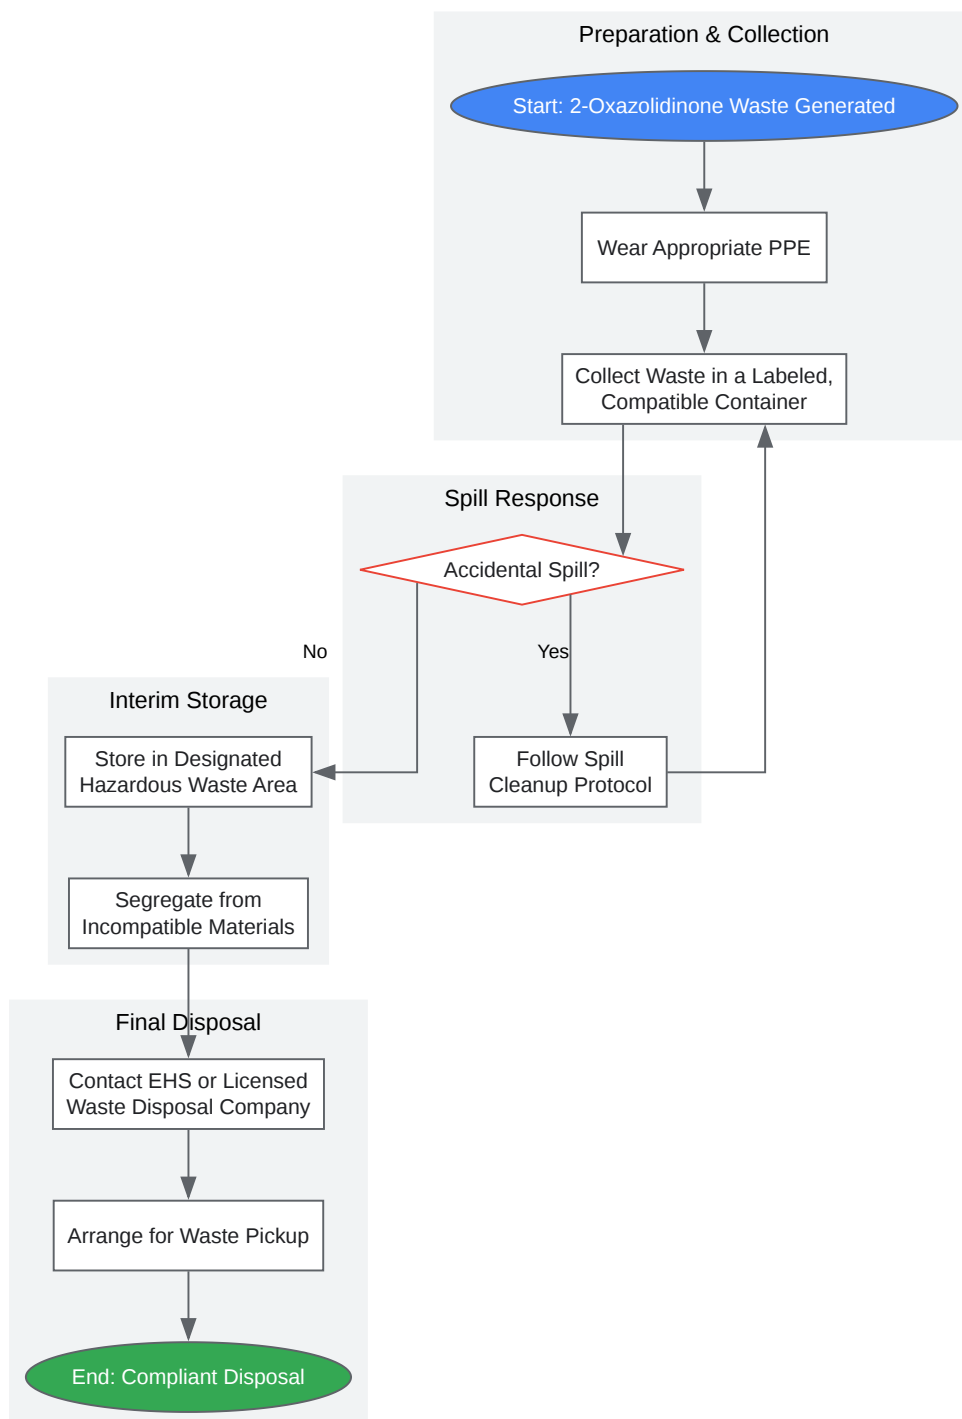 Preparation & Collection
Start: 2-Oxazolidinone Waste Generated
Wear Appropriate PPE
Collect Waste in a Labeled,
Compatible Container
Spill Response
Accidental Spill?
No
Yes
Interim Storage
Store in Designated
Hazardous Waste Area
Follow Spill
Cleanup Protocol
Segregate from
Incompatible Materials
Final Disposal
Contact EHS or Licensed
Waste Disposal Company
Arrange for Waste Pickup
End: Compliant Disposal